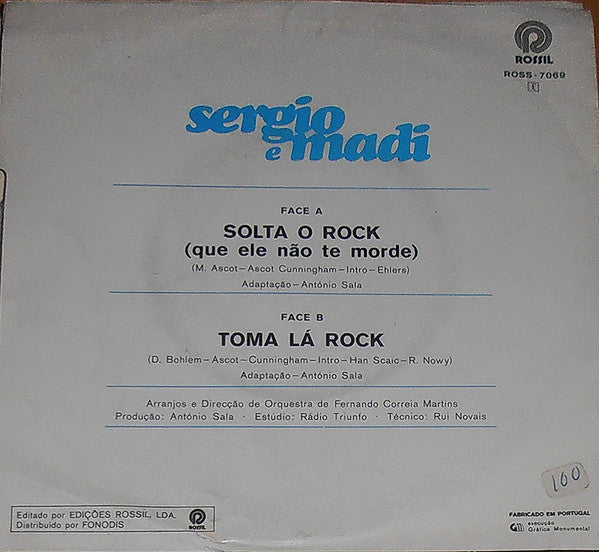 ROSSIL
ROSS-7069
sergio
e madi
FACE A
SOLTA O ROCK
(que ele não te morde)
(M. Ascot–Ascot Cunningham–Intro–Ehlers)
Adaptação–António Sala
FACE B
TOMA LÁ ROCK
(D. Bohlem–Ascot–Cunningham–Intro–Han Scaic–R. Nowy)
Adaptação–António Sala
Arranjos e Direcção de Orquestra de Fernando Correia Martins
Produção: António Sala · Estúdio: Rádio Triunfo · Técnico: Rui Novais
100
Editado por EDIÇÕES ROSSIL, LDA.
Distribuido por FONODIS
ROSSIL
FABRICADO EM PORTUGAL
execução
Gráfica Monumental